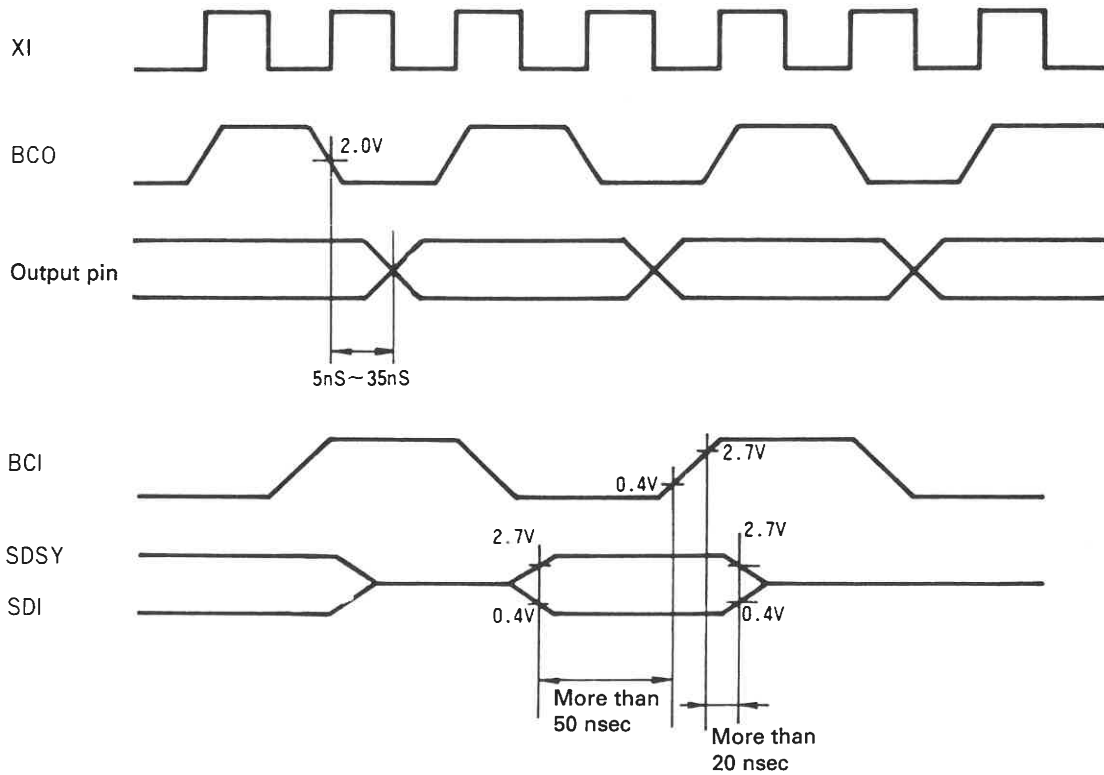 XI
BCO
2.0V
Output pin
5nS~35nS
BCI
2.7V
0.4V
SDSY
2.7V
2.7V
SDI
0.4V
0.4V
More than
50 nsec
More than
20 nsec